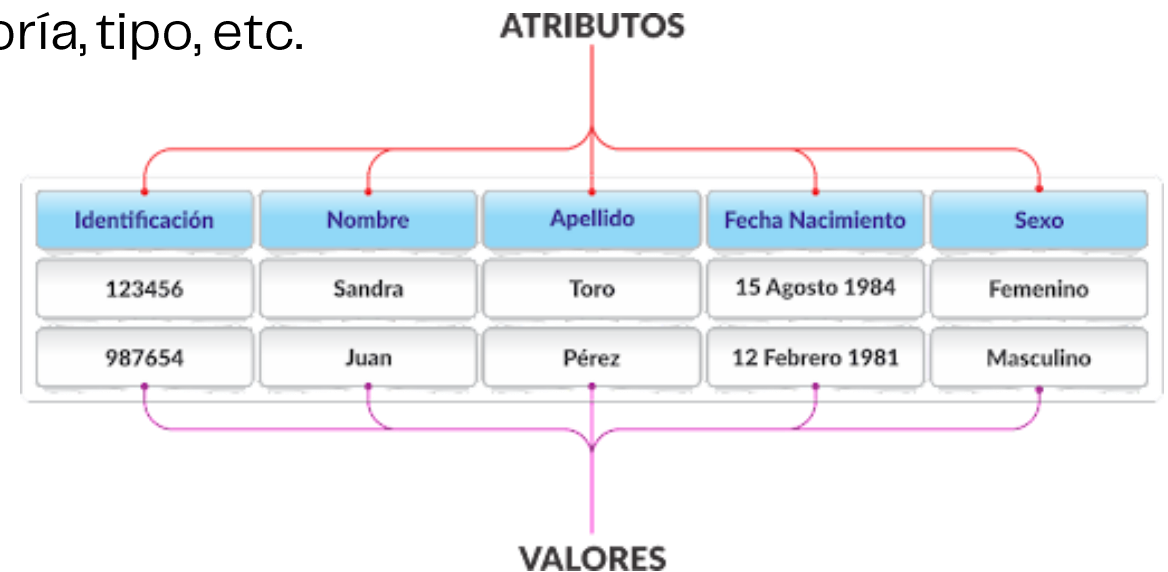 oría, tipo, etc.
ATRIBUTOS
Identificación Nombre Apellido Fecha Nacimiento Sexo
123456 Sandra Toro 15 Agosto 1984 Femenino
987654 Juan Pérez 12 Febrero 1981 Masculino
VALORES